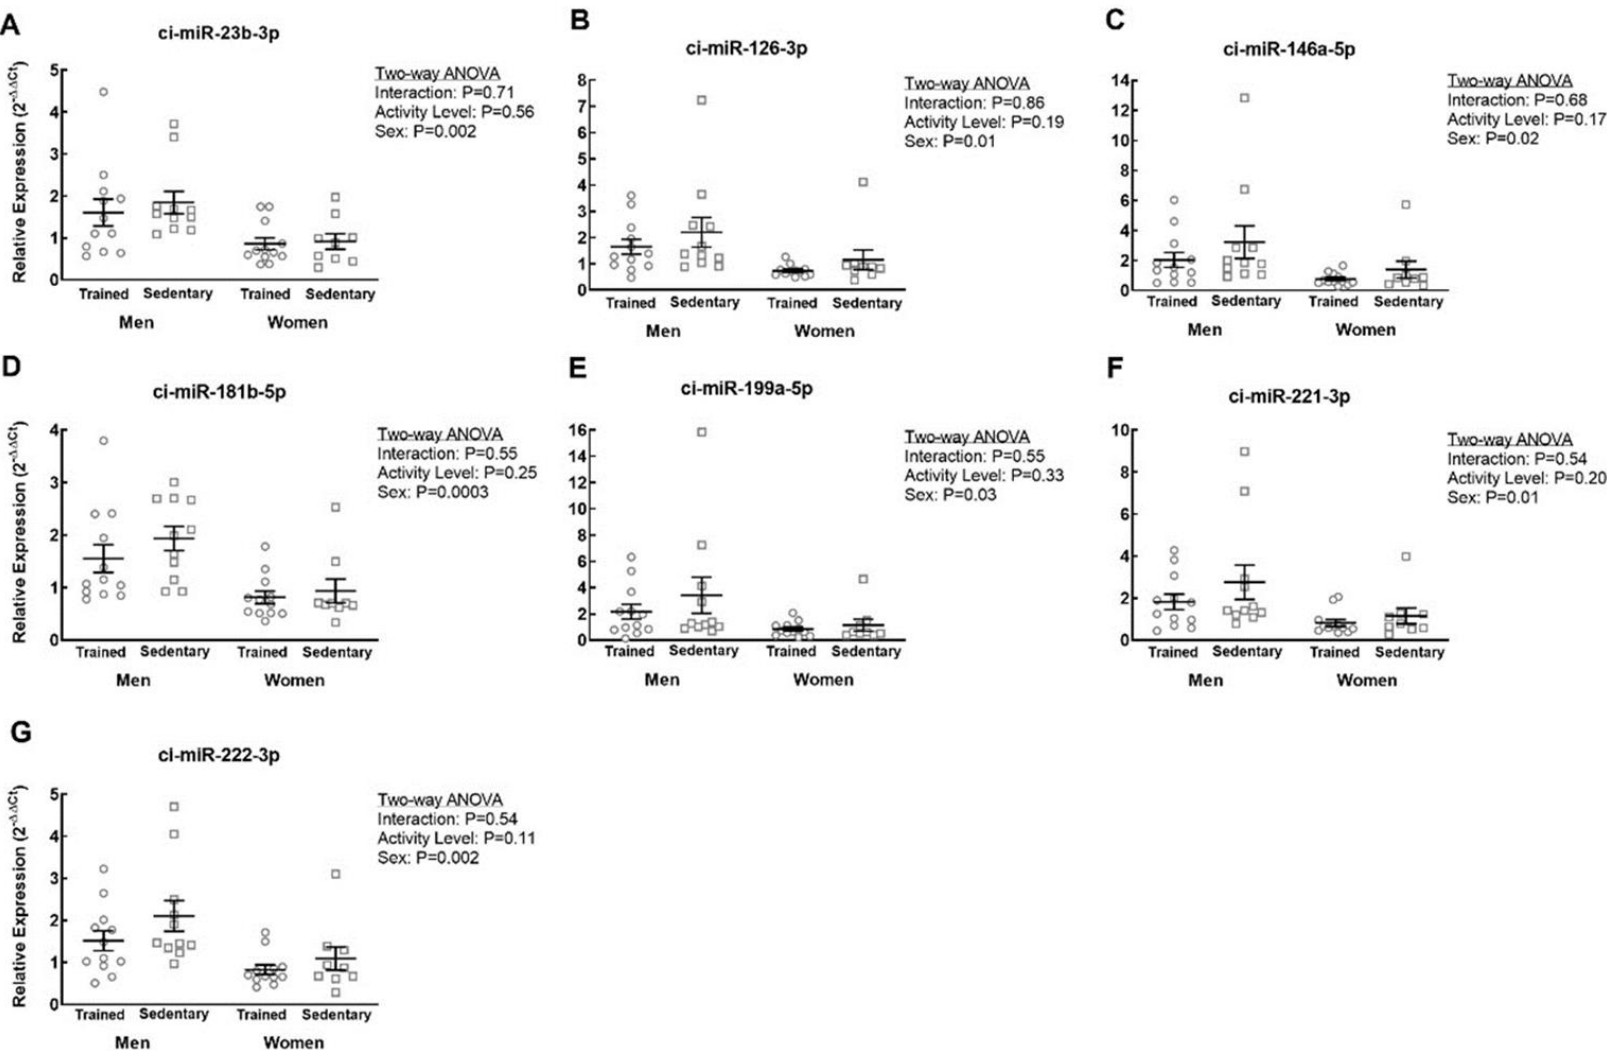 A
ci-miR-23b-3p
Relative Expression (2-ΔΔCt)
5
4
3
2
1
0
Two-way ANOVA
Interaction: P=0.71
Activity Level: P=0.56
Sex: P=0.002
Trained Sedentary Trained Sedentary
Men Women
B
ci-miR-126-3p
8
7
6
5
4
3
2
1
0
Two-way ANOVA
Interaction: P=0.86
Activity Level: P=0.19
Sex: P=0.01
Trained Sedentary Trained Sedentary
Men Women
C
ci-miR-146a-5p
14
12
10
8
6
4
2
0
Two-way ANOVA
Interaction: P=0.68
Activity Level: P=0.17
Sex: P=0.02
Trained Sedentary Trained Sedentary
Men Women
D
ci-miR-181b-5p
Relative Expression (2-ΔΔCt)
4
3
2
1
0
Two-way ANOVA
Interaction: P=0.55
Activity Level: P=0.25
Sex: P=0.0003
Trained Sedentary Trained Sedentary
Men Women
E
ci-miR-199a-5p
16
14
12
10
8
6
4
2
0
Two-way ANOVA
Interaction: P=0.55
Activity Level: P=0.33
Sex: P=0.03
Trained Sedentary Trained Sedentary
Men Women
F
ci-miR-221-3p
10
8
6
4
2
0
Two-way ANOVA
Interaction: P=0.54
Activity Level: P=0.20
Sex: P=0.01
Trained Sedentary Trained Sedentary
Men Women
G
ci-miR-222-3p
Relative Expression (2-ΔΔCt)
5
4
3
2
1
0
Two-way ANOVA
Interaction: P=0.54
Activity Level: P=0.11
Sex: P=0.002
Trained Sedentary Trained Sedentary
Men Women